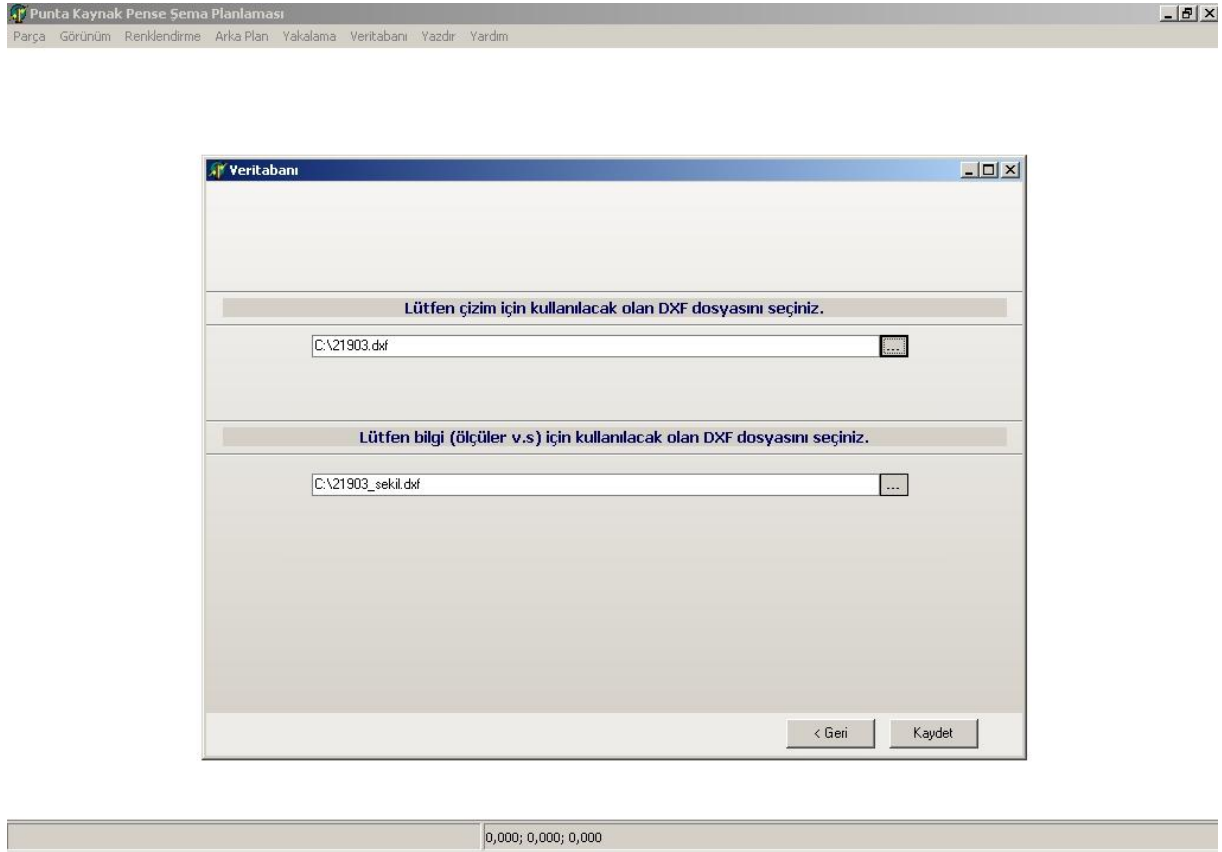 Punta Kaynak Pense Şema Planlaması
Parça Görünüm Renklendirme Arka Plan Yakalama Veritabanı Yazdır Yardım
Veritabanı
Lütfen çizim için kullanılacak olan DXF dosyasını seçiniz.
C:\21903.dxf ...
Lütfen bilgi (ölçüler v.s) için kullanılacak olan DXF dosyasını seçiniz.
C:\21903_sekil.dxf ...
< Geri Kaydet
0,000; 0,000; 0,000